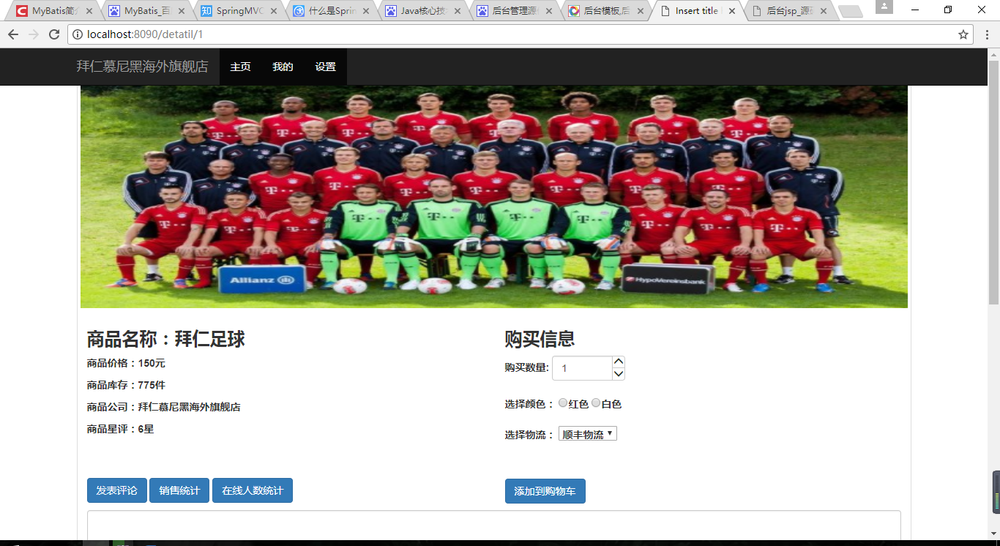 MyBatis简介
MyBatis_百
SpringMVC
什么是Sprin
Java核心技
后台管理源
后台模板,后
Insert title
后台jsp_源
localhost:8090/detatil/1
拜仁慕尼黑海外旗舰店 主页 我的 设置
Allianz
HypoVereinsbank
商品名称：拜仁足球
商品价格：150元
商品库存：775件
商品公司：拜仁慕尼黑海外旗舰店
商品星评：6星
购买信息
购买数量: 1
选择颜色： 红色 白色
选择物流： 顺丰物流
发表评论 销售统计 在线人数统计
添加到购物车